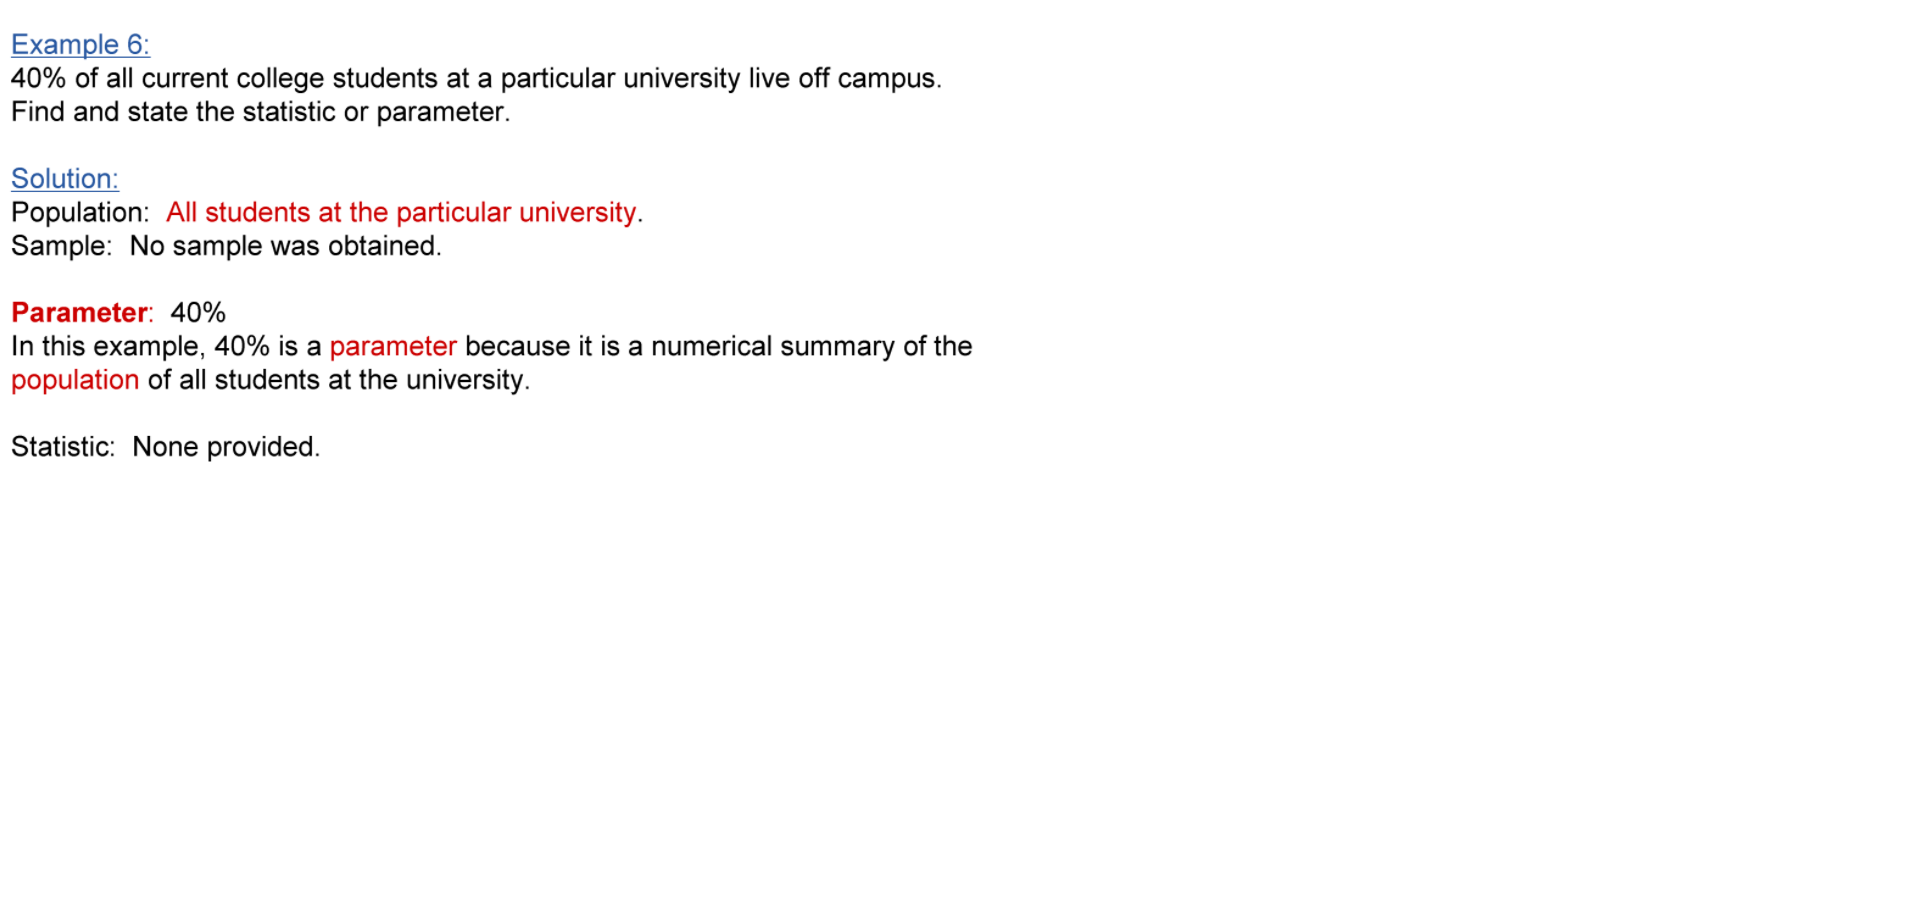 Example 6:
40% of all current college students at a particular university live off campus.
Find and state the statistic or parameter.
Solution:
Population:  All students at the particular university.
Sample:  No sample was obtained.
Parameter:  40%
In this example, 40% is a parameter because it is a numerical summary of the
population of all students at the university.
Statistic:  None provided.